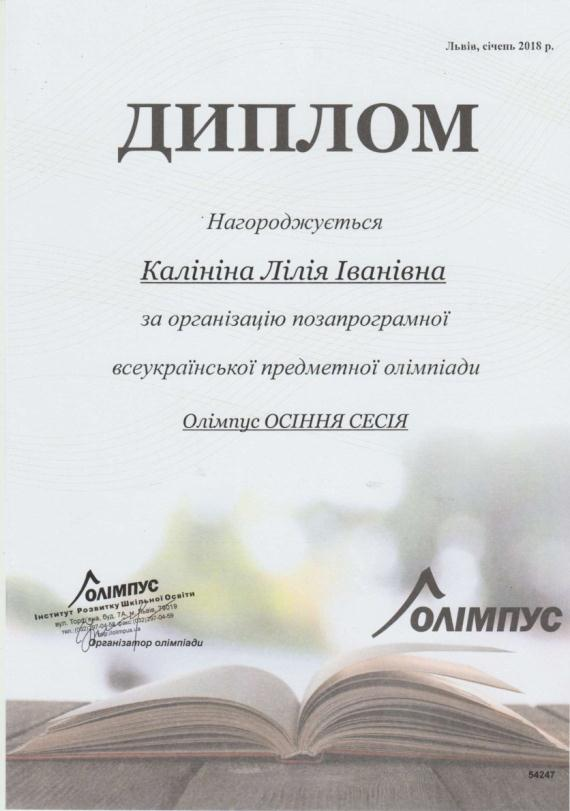 Львів, січень 2018 р.
ДИПЛОМ
Нагороджується
Калініна Лілія Іванівна
за організацію позапрограмної
всеукраїнської предметної олімпіади
Олімпус ОСІННЯ СЕСІЯ
ОЛІМПУС
Інститут Розвитку Шкільної Освіти
вул. буд. 7А, м. Львів, 79019
тел.: (032)297-04-58, факс: (032)297-04-59
http://olimpus.ua
Організатор олімпіади
ОЛІМПУС
54247